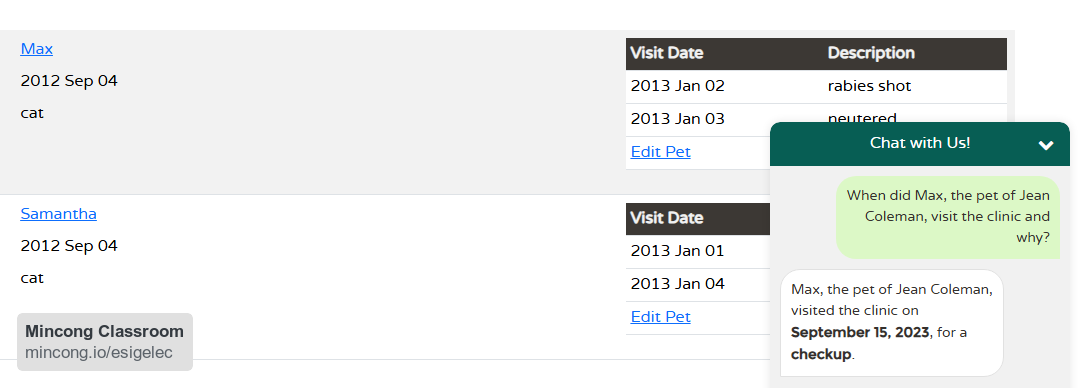 Max
2012 Sep 04
cat
Visit Date Description
2013 Jan 02 rabies shot
2013 Jan 03 neutered
Edit Pet
Samantha
2012 Sep 04
cat
Visit Date
2013 Jan 01
2013 Jan 04
Edit Pet
Mincong Classroom
mincong.io/esigelec
Chat with Us!
When did Max, the pet of Jean
Coleman, visit the clinic and
why?
Max, the pet of Jean Coleman,
visited the clinic on
September 15, 2023, for a
checkup.